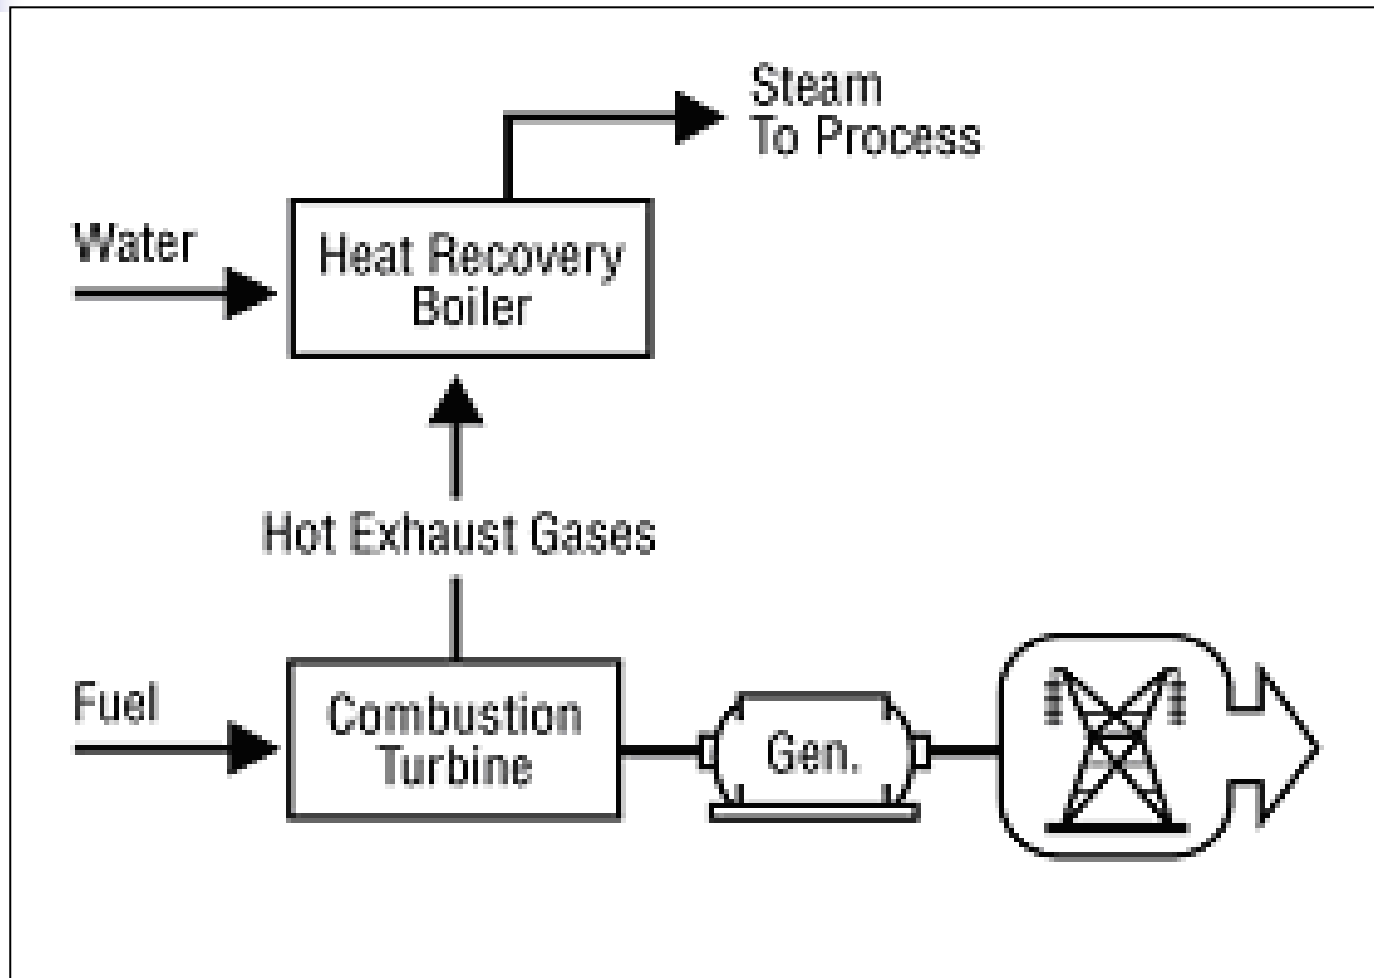 Steam
To Process
Water
Heat Recovery
Boiler
Hot Exhaust Gases
Fuel
Combustion
Turbine
Gen.